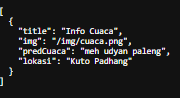 [
{
"title": "Info Cuaca",
"img": "/img/cuaca.png",
"predCuaca": "meh udyan paleng",
"lokasi": "Kuto Padhang"
}
]